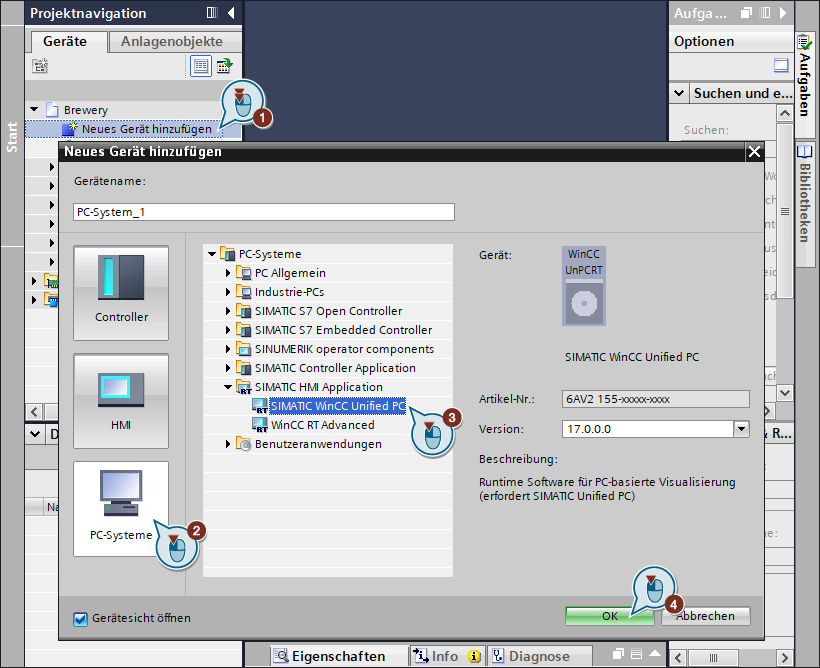 Projektnavigation
Aufga ...
Geräte
Anlagenobjekte
Optionen
Start
Aufgaben
Bibliotheken
Brewery
Neues Gerät hinzufügen
1
Suchen und e...
Suchen:
Neues Gerät hinzufügen
Gerätename:
PC-System_1
Controller
HMI
PC-Systeme
2
PC-Systeme
PC Allgemein
Industrie-PCs
SIMATIC S7 Open Controller
SIMATIC S7 Embedded Controller
SINUMERIK operator components
SIMATIC Controller Application
SIMATIC HMI Application
SIMATIC WinCC Unified PC
WinCC RT Advanced
Benutzeranwendungen
3
Gerät:
WinCC
UnPCRT
SIMATIC WinCC Unified PC
Artikel-Nr.:
6AV2 155-xxxxx-xxxx
Version:
17.0.0.0
Beschreibung:
Runtime Software für PC-basierte Visualisierung
(erfordert SIMATIC Unified PC)
Gerätesicht öffnen
OK
4
Abbrechen
Eigenschaften
Info
Diagnose